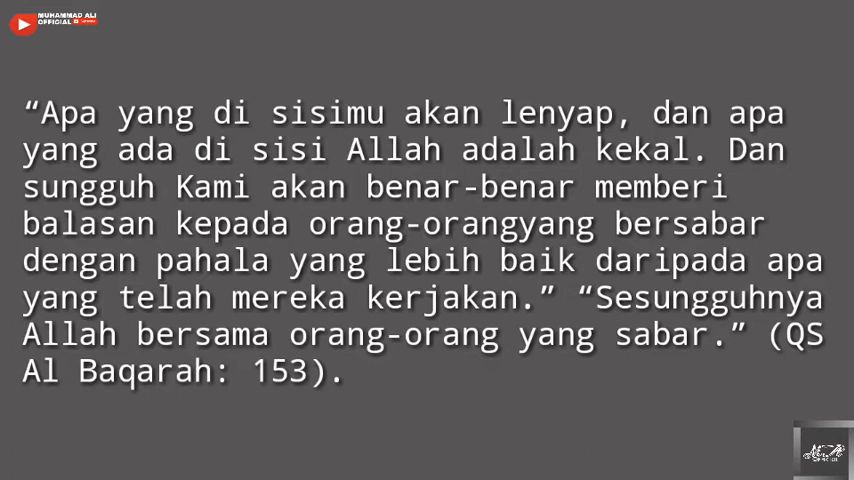 MUHAMMAD ALI
OFFICIAL
“Apa yang di sisimu akan lenyap, dan apa
yang ada di sisi Allah adalah kekal. Dan
sungguh Kami akan benar-benar memberi
balasan kepada orang-orangyang bersabar
dengan pahala yang lebih baik daripada apa
yang telah mereka kerjakan.” “Sesungguhnya
Allah bersama orang-orang yang sabar.” (QS
Al Baqarah: 153).